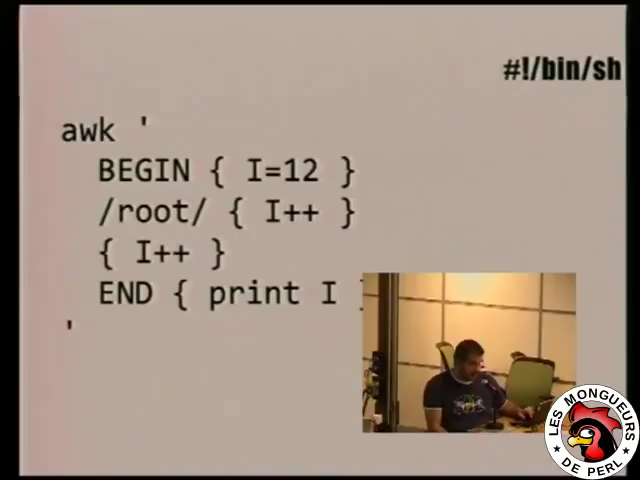 #!/bin/sh
awk '
BEGIN { I=12 }
/root/ { I++ }
{ I++ }
END { print I
'
LES MONGUEURS
★ DE PERL ★